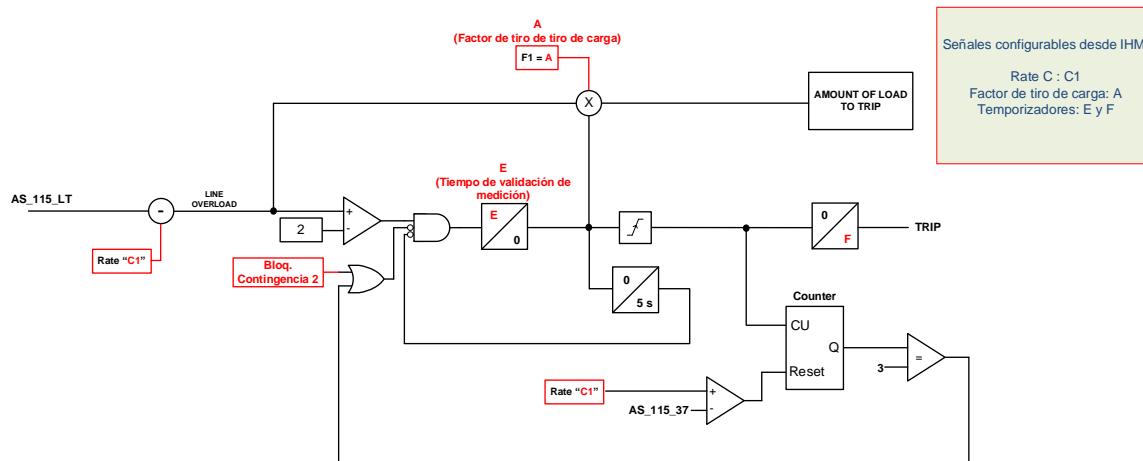 A
(Factor de tiro de tiro de carga)
F1 = A
X
AMOUNT OF LOAD
TO TRIP
Señales configurables desde IHM
Rate C : C1
Factor de tiro de carga: A
Temporizadores: E y F
E
(Tiempo de validación de
medición)
AS_115_LT
-
LINE
OVERLOAD
Rate “C1”
2
+
-
E
0
0
F
TRIP
Bloq.
Contingencia 2
0
5 s
Counter
CU
Q
Reset
3
=
Rate “C1”
AS_115_37
+
-